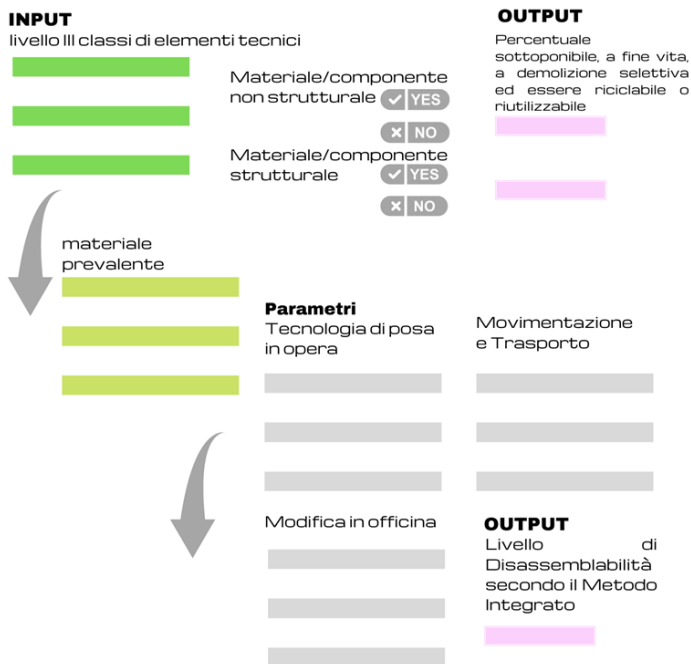 INPUT
livello III classi di elementi tecnici
Materiale/componente
non strutturale
YES
NO
Materiale/componente
strutturale
YES
NO
OUTPUT
Percentuale
sottoponibile, a fine vita,
a demolizione selettiva
ed essere riciclabile o
riutilizzabile
materiale
prevalente
Parametri
Tecnologia di posa
in opera
Movimentazione
e Trasporto
Modifica in officina
OUTPUT
Livello di
Disassemblabilità
secondo il Metodo
Integrato